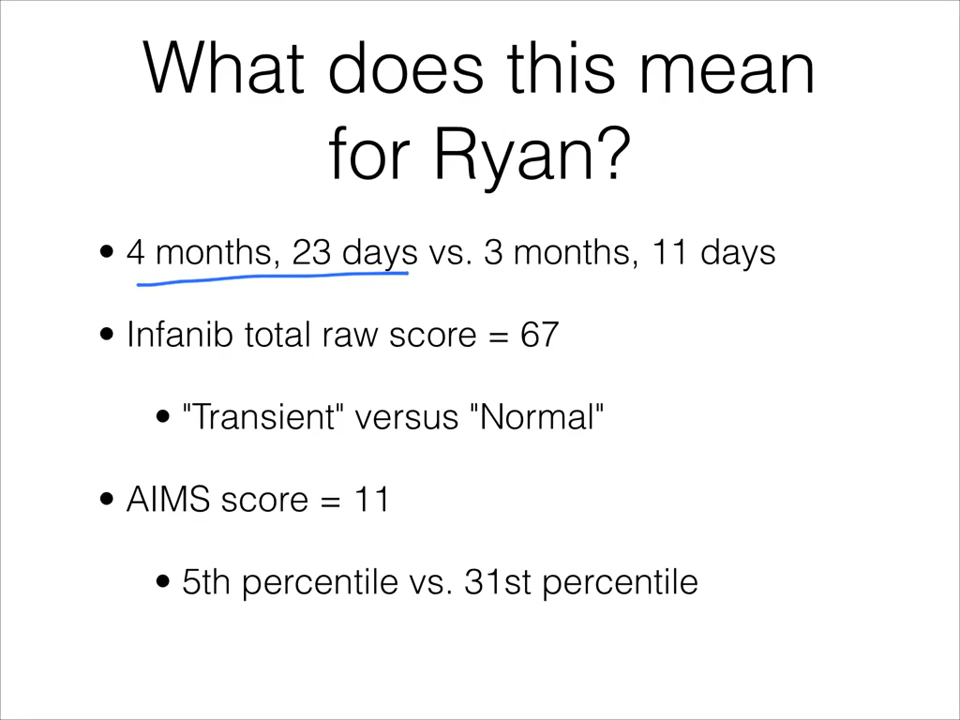 What does this mean
for Ryan?
• 4 months, 23 days vs. 3 months, 11 days
• Infanib total raw score = 67
• "Transient" versus "Normal"
• AIMS score = 11
• 5th percentile vs. 31st percentile